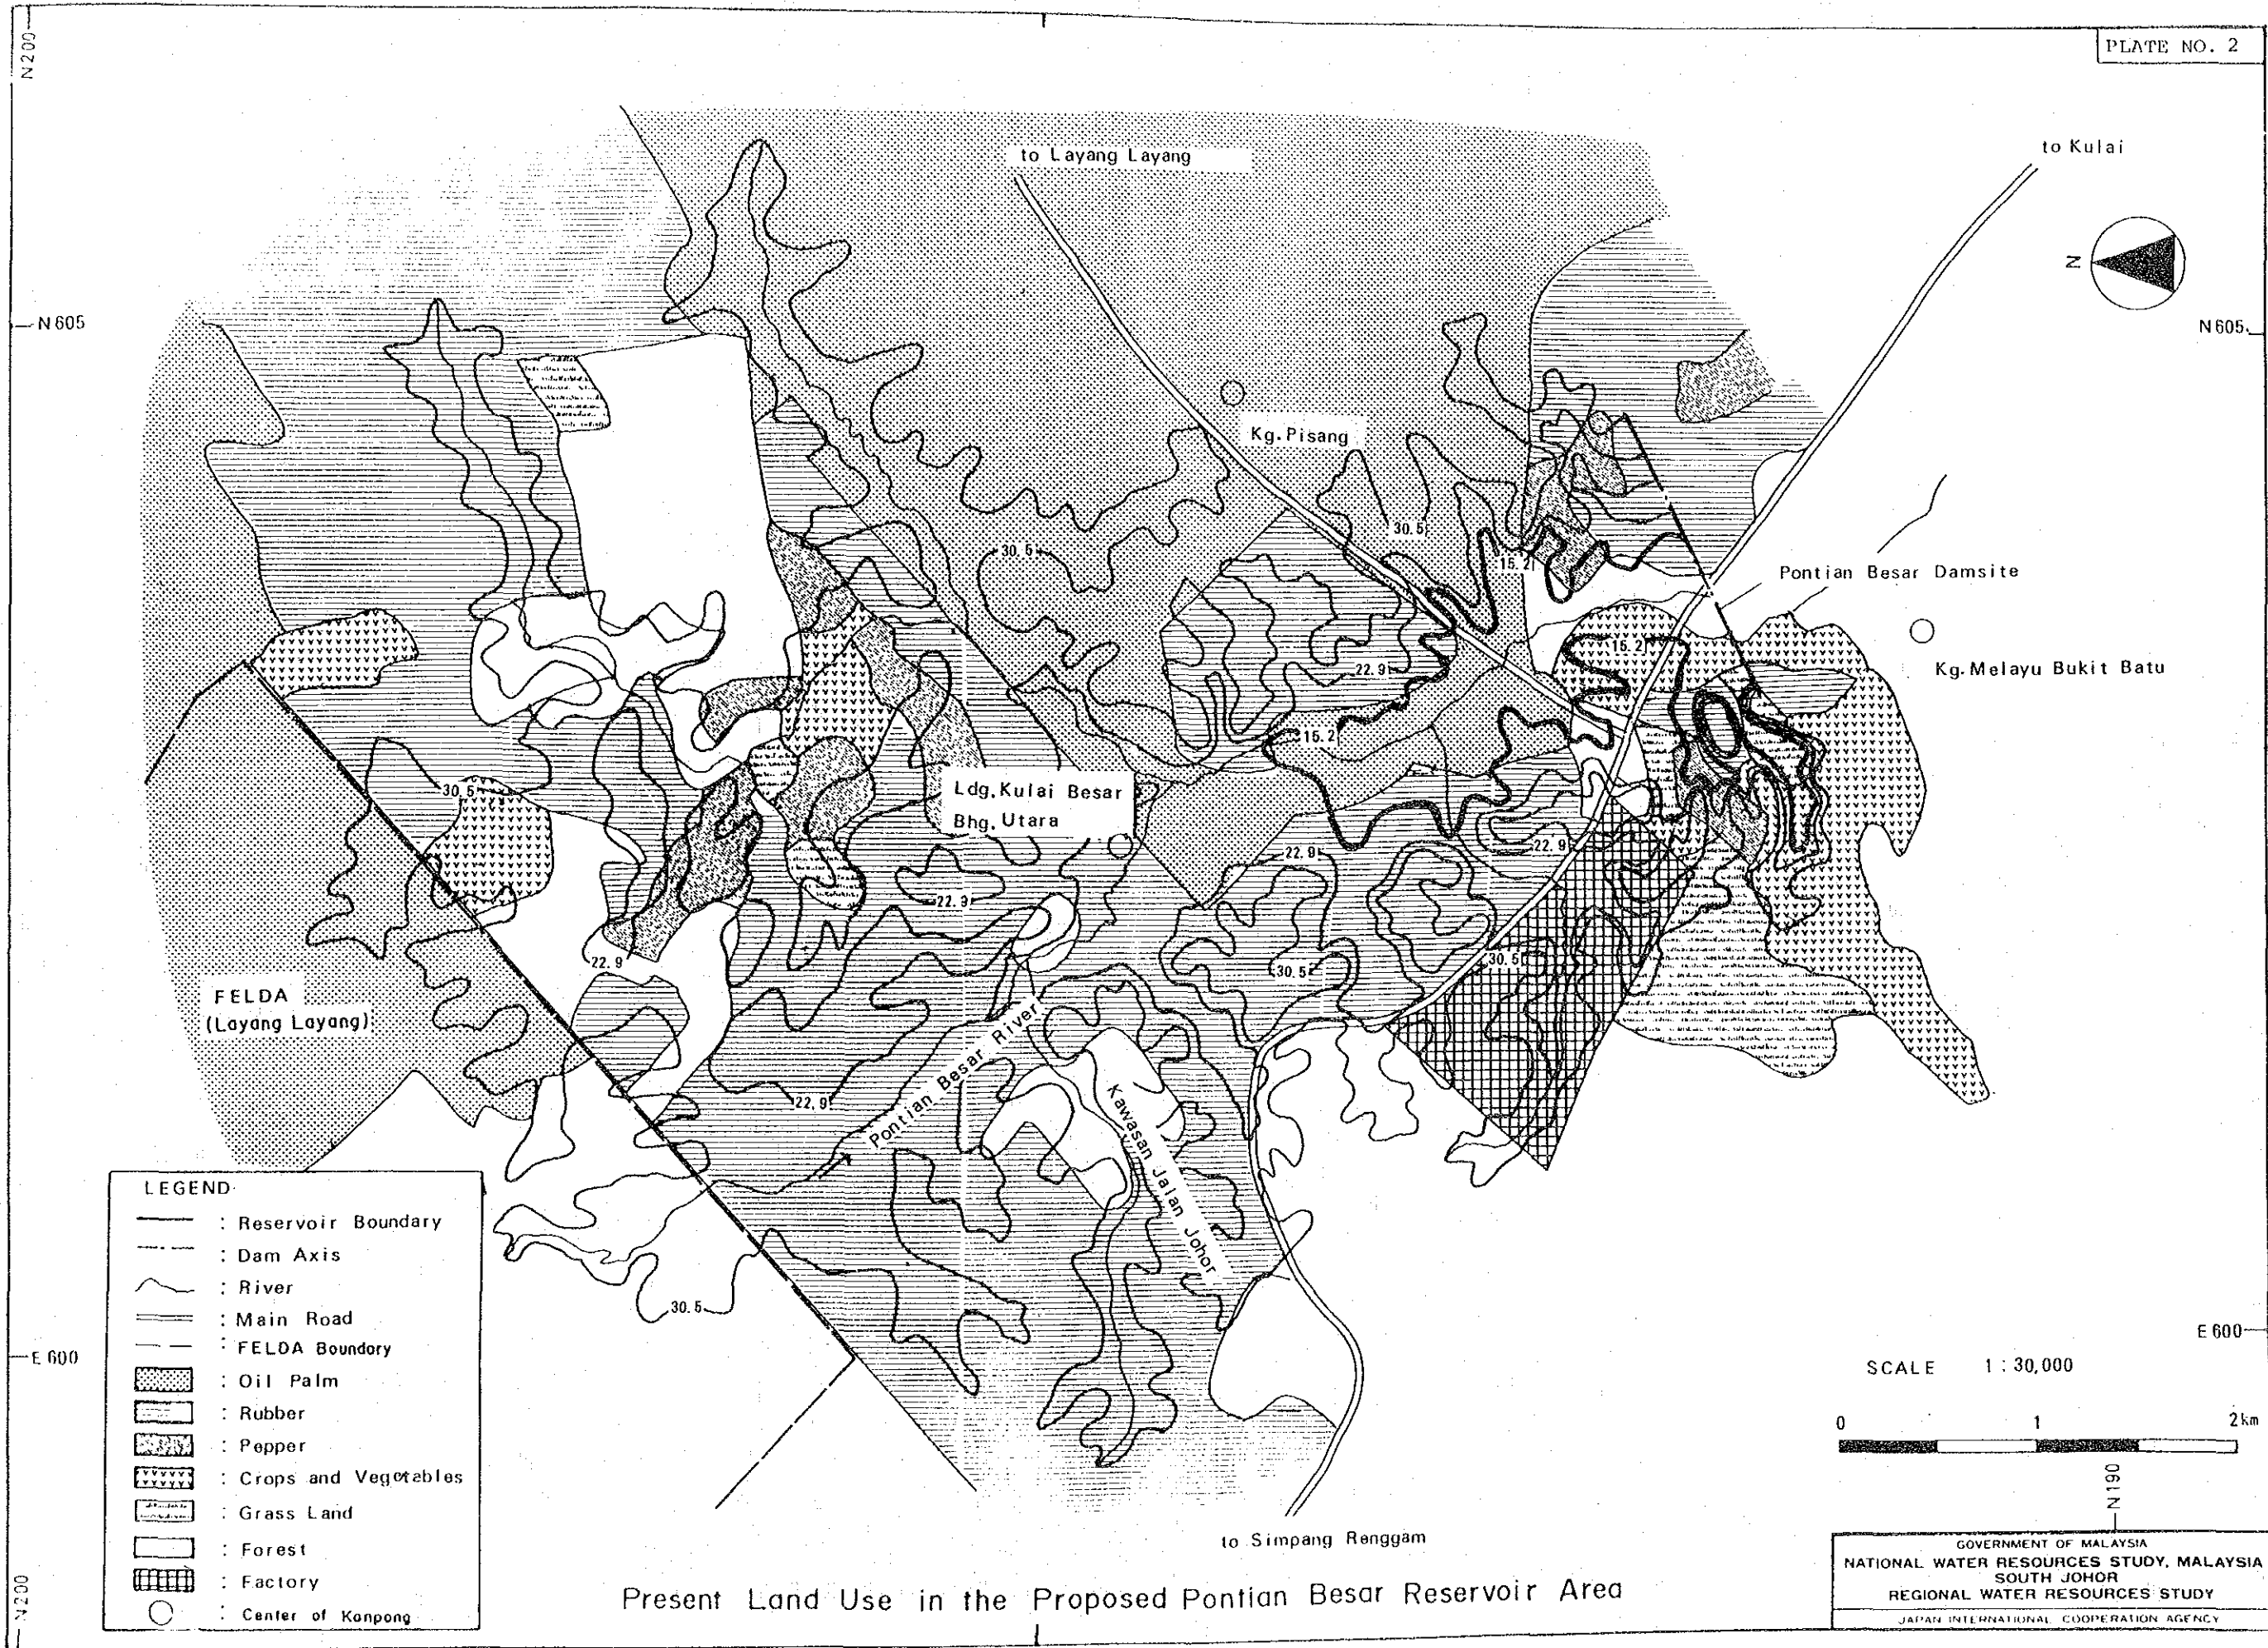 PLATE NO. 2
N200
to Layang Layang
to Kulai
N
N605
N605
Kg. Pisang
30.5
30.5
15.2
Pontian Besar Damsite
15.2
Kg. Melayu Bukit Batu
22.9
15.2
30.5
Ldg. Kulai Besar
Bhg. Utara
22.9
22.9
22.9
22.9
30.5
30.5
FELDA
(Layang Layang)
Pontian Besar River
22.9
Kawasan Jalan Johor
30.5
LEGEND
: Reservoir Boundary
: Dam Axis
: River
: Main Road
: FELDA Boundary
: Oil Palm
: Rubber
: Pepper
: Crops and Vegetables
: Grass Land
: Forest
: Factory
: Center of Kanpong
E600
E600
SCALE 1 : 30,000
0 1 2km
N190
N200
to Simpang Renggam
Present Land Use in the Proposed Pontian Besar Reservoir Area
GOVERNMENT OF MALAYSIA
NATIONAL WATER RESOURCES STUDY, MALAYSIA
SOUTH JOHOR
REGIONAL WATER RESOURCES STUDY
JAPAN INTERNATIONAL COOPERATION AGENCY